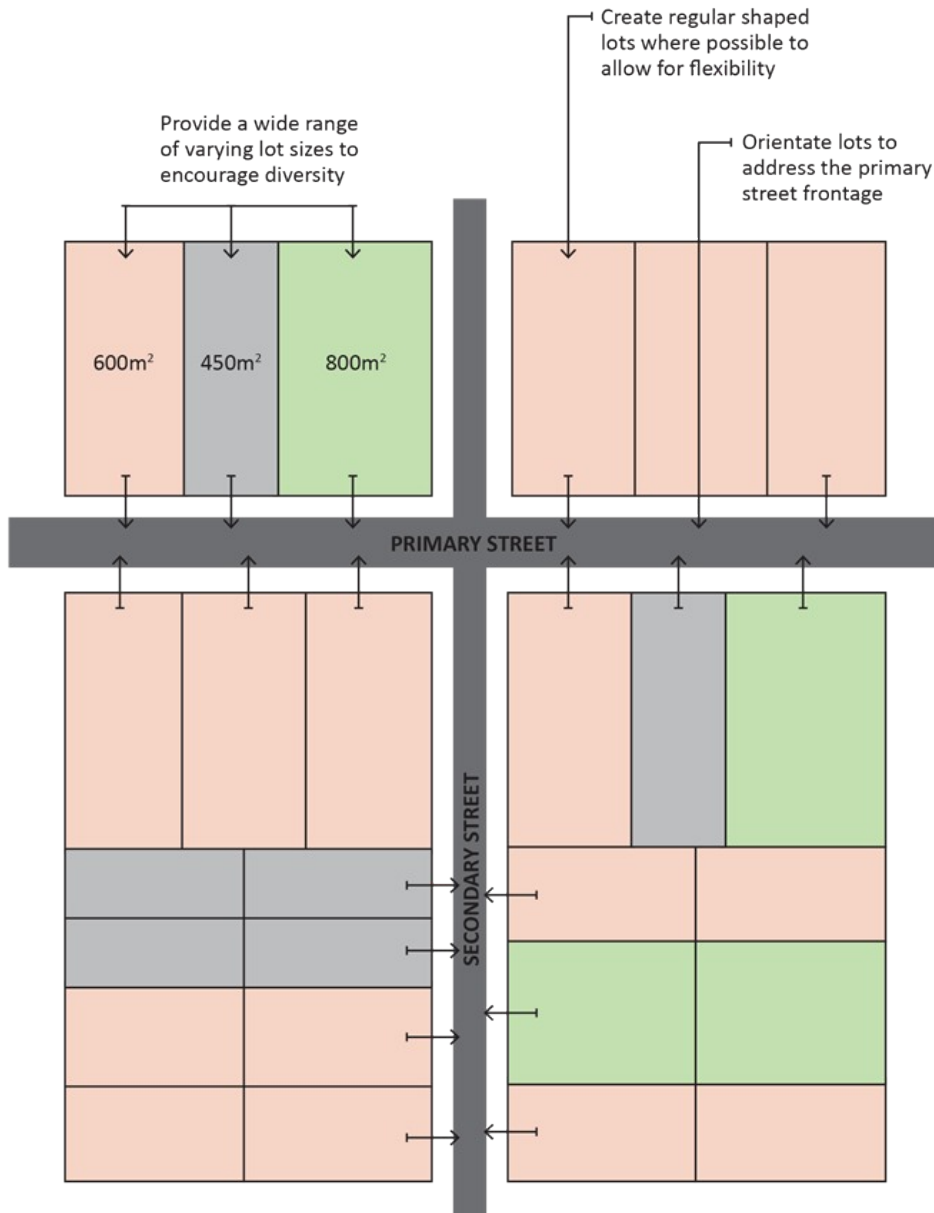 Create regular shaped
lots where possible to
allow for flexibility
Provide a wide range
of varying lot sizes to
encourage diversity
Orientate lots to
address the primary
street frontage
600m²
450m²
800m²
PRIMARY STREET
SECONDARY STREET